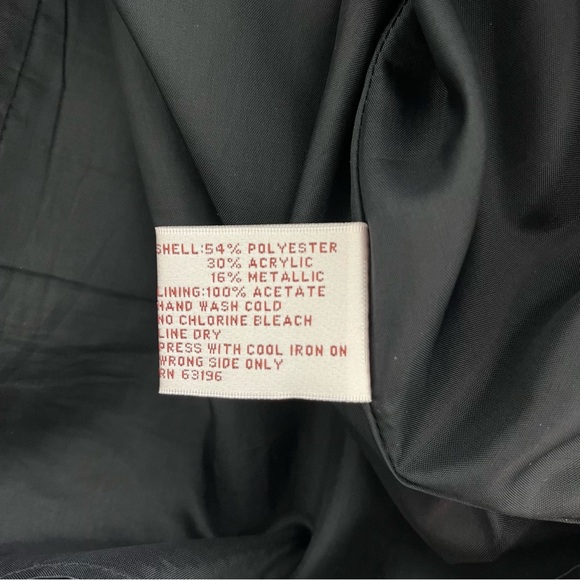 SHELL:54% POLYESTER
30% ACRYLIC
16% METALLIC
LINING:100% ACETATE
HAND WASH COLD
NO CHLORINE BLEACH
LINE DRY
PRESS WITH COOL IRON ON
WRONG SIDE ONLY
RN 63196